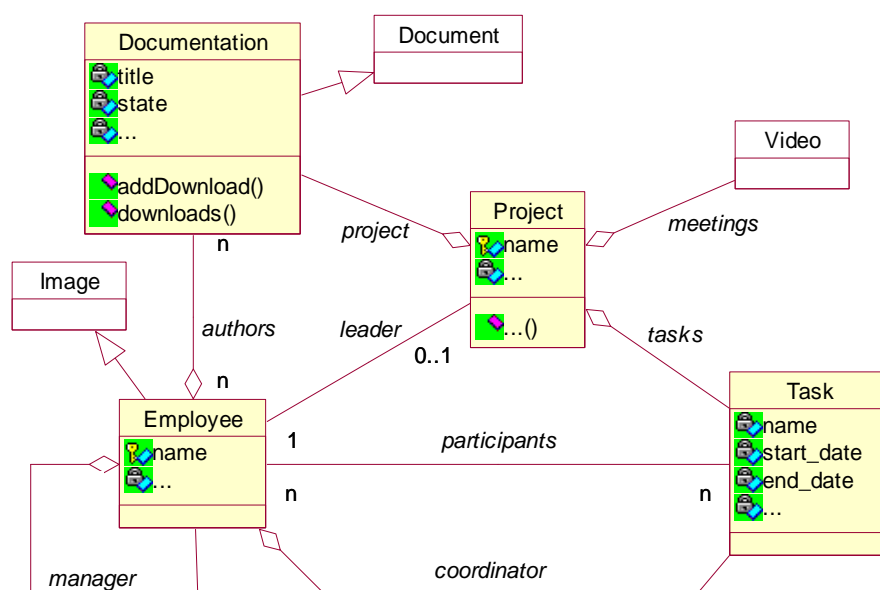 Documentation
title
state
...
addDownload()
downloads()
Document
Video
Project
name
...
...()
project
meetings
n
Image
authors
leader
0..1
tasks
n
Employee
name
...
1
participants
n
n
Task
name
start_date
end_date
...
manager
coordinator